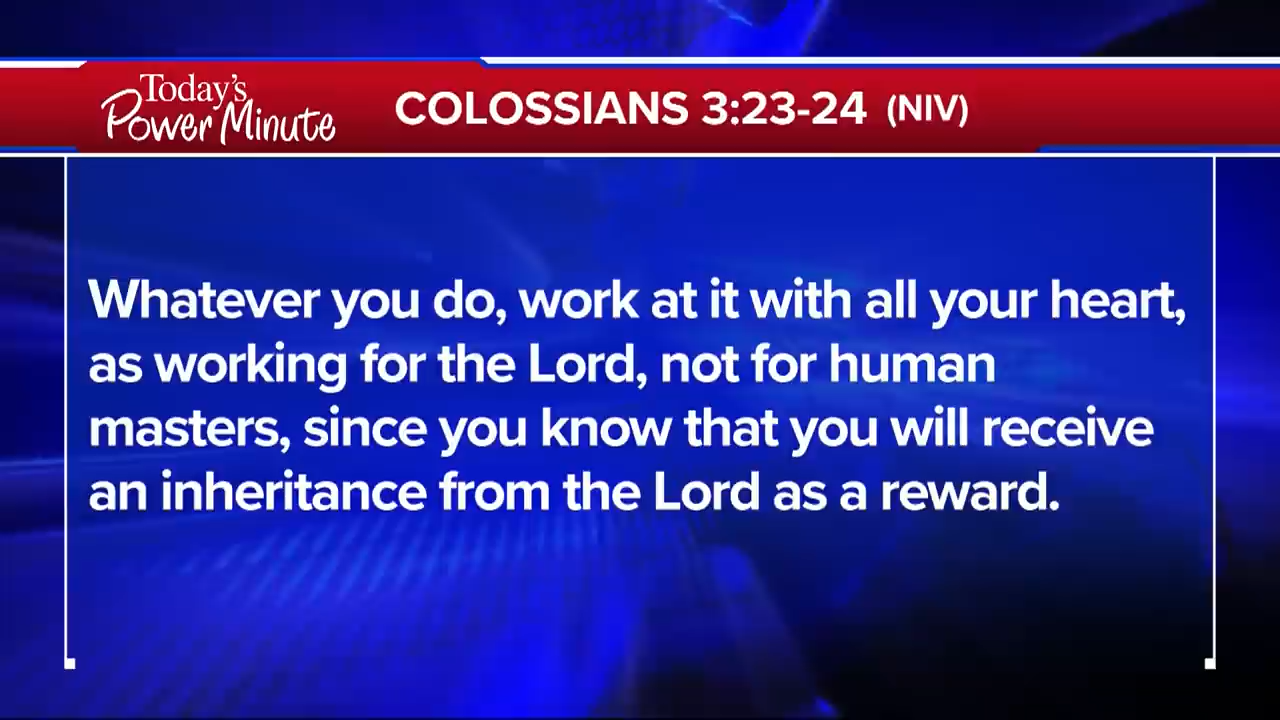 Today's
Power Minute
COLOSSIANS 3:23-24 (NIV)
Whatever you do, work at it with all your heart,
as working for the Lord, not for human
masters, since you know that you will receive
an inheritance from the Lord as a reward.